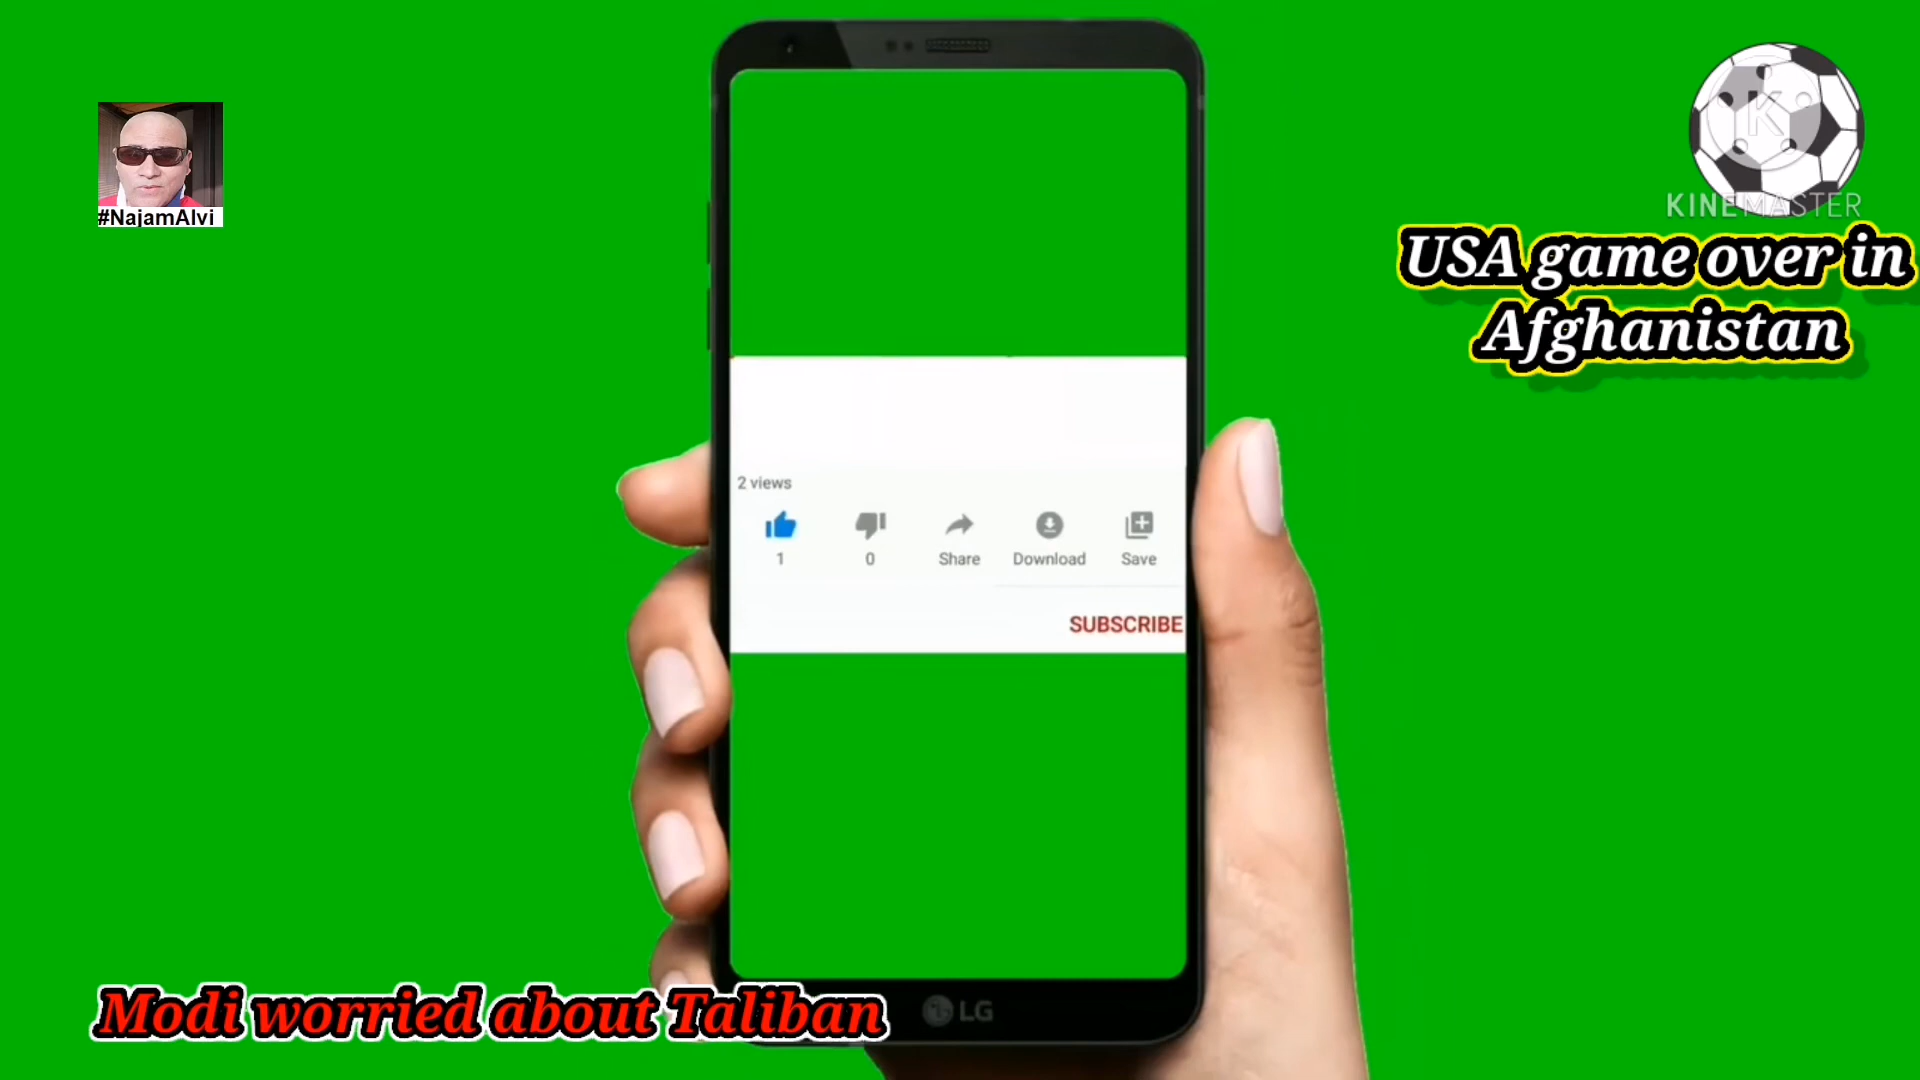 #NajamAlvi
K
KINEMASTER
USA game over in
Afghanistan
2 views
1
0
Share
Download
Save
SUBSCRIBE
Modi worried about Taliban
LG